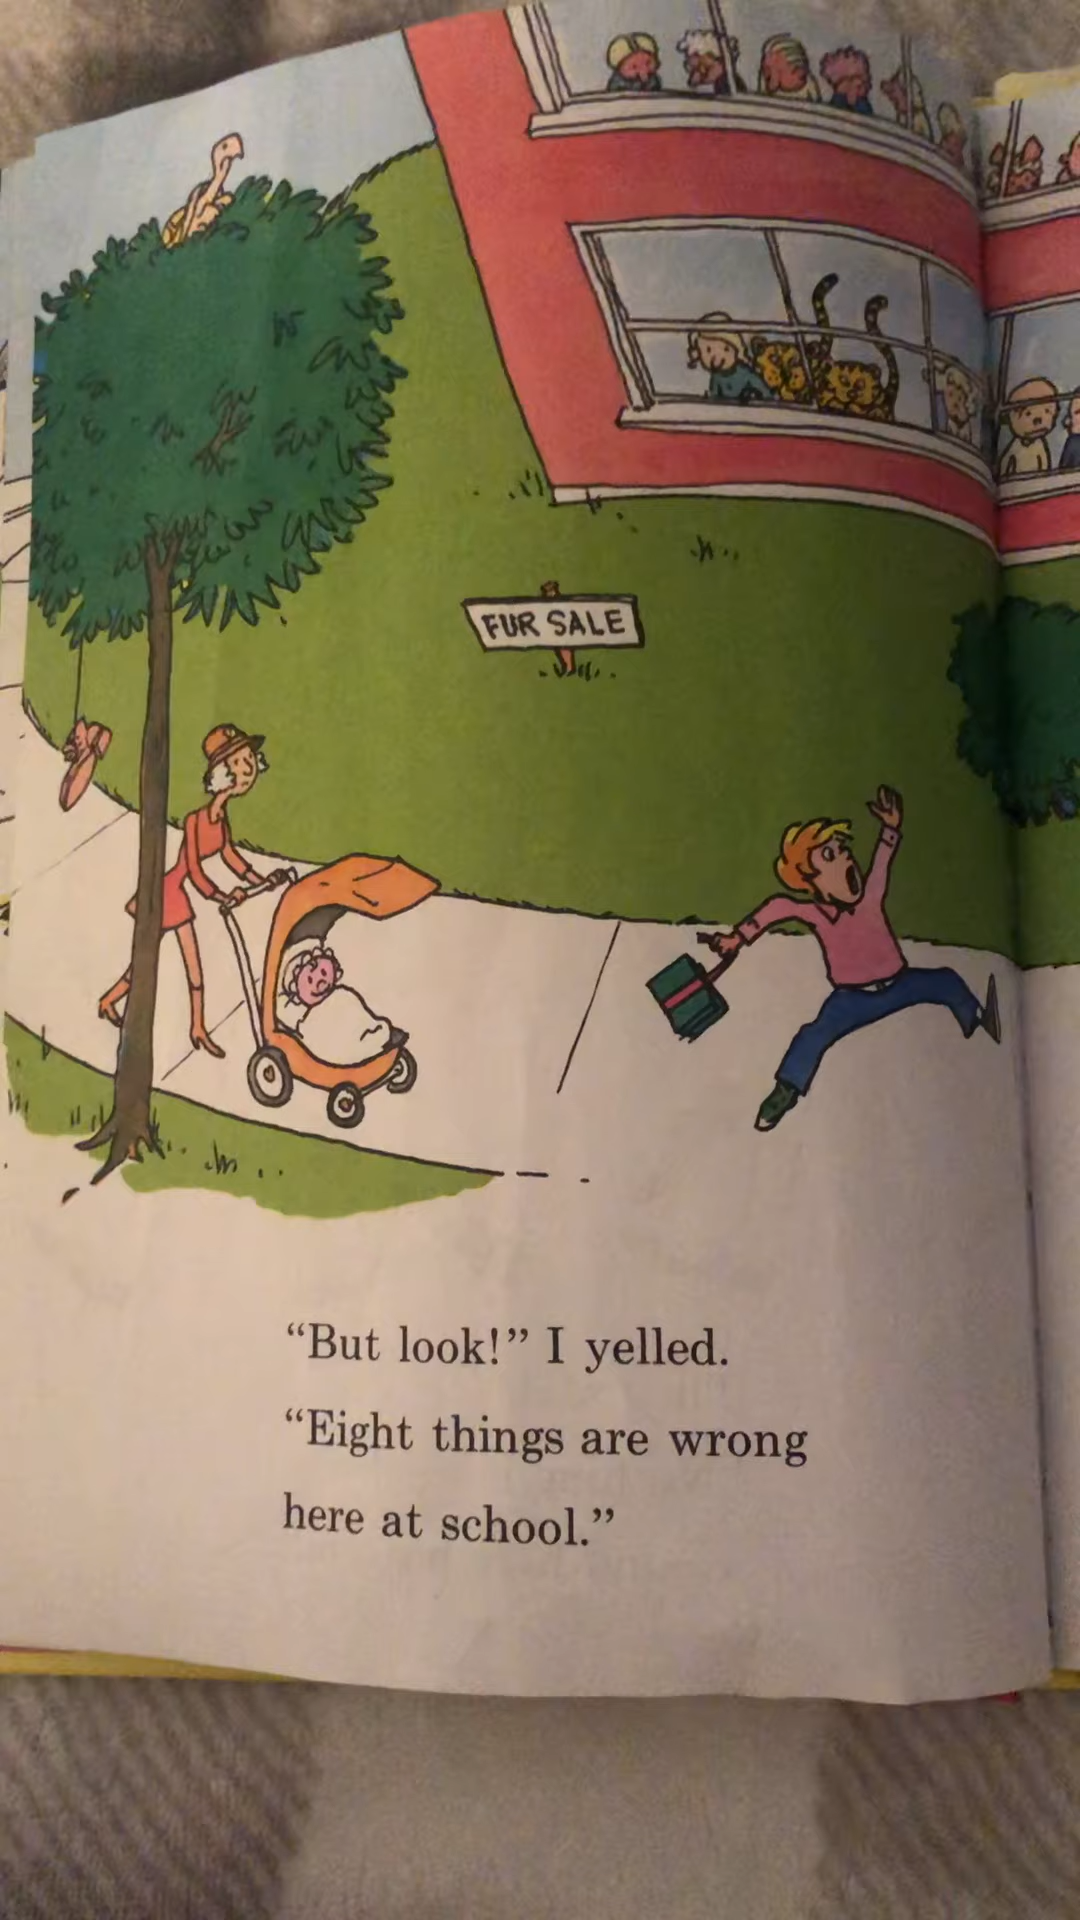 FUR SALE
“But look!” I yelled.
“Eight things are wrong
here at school.”